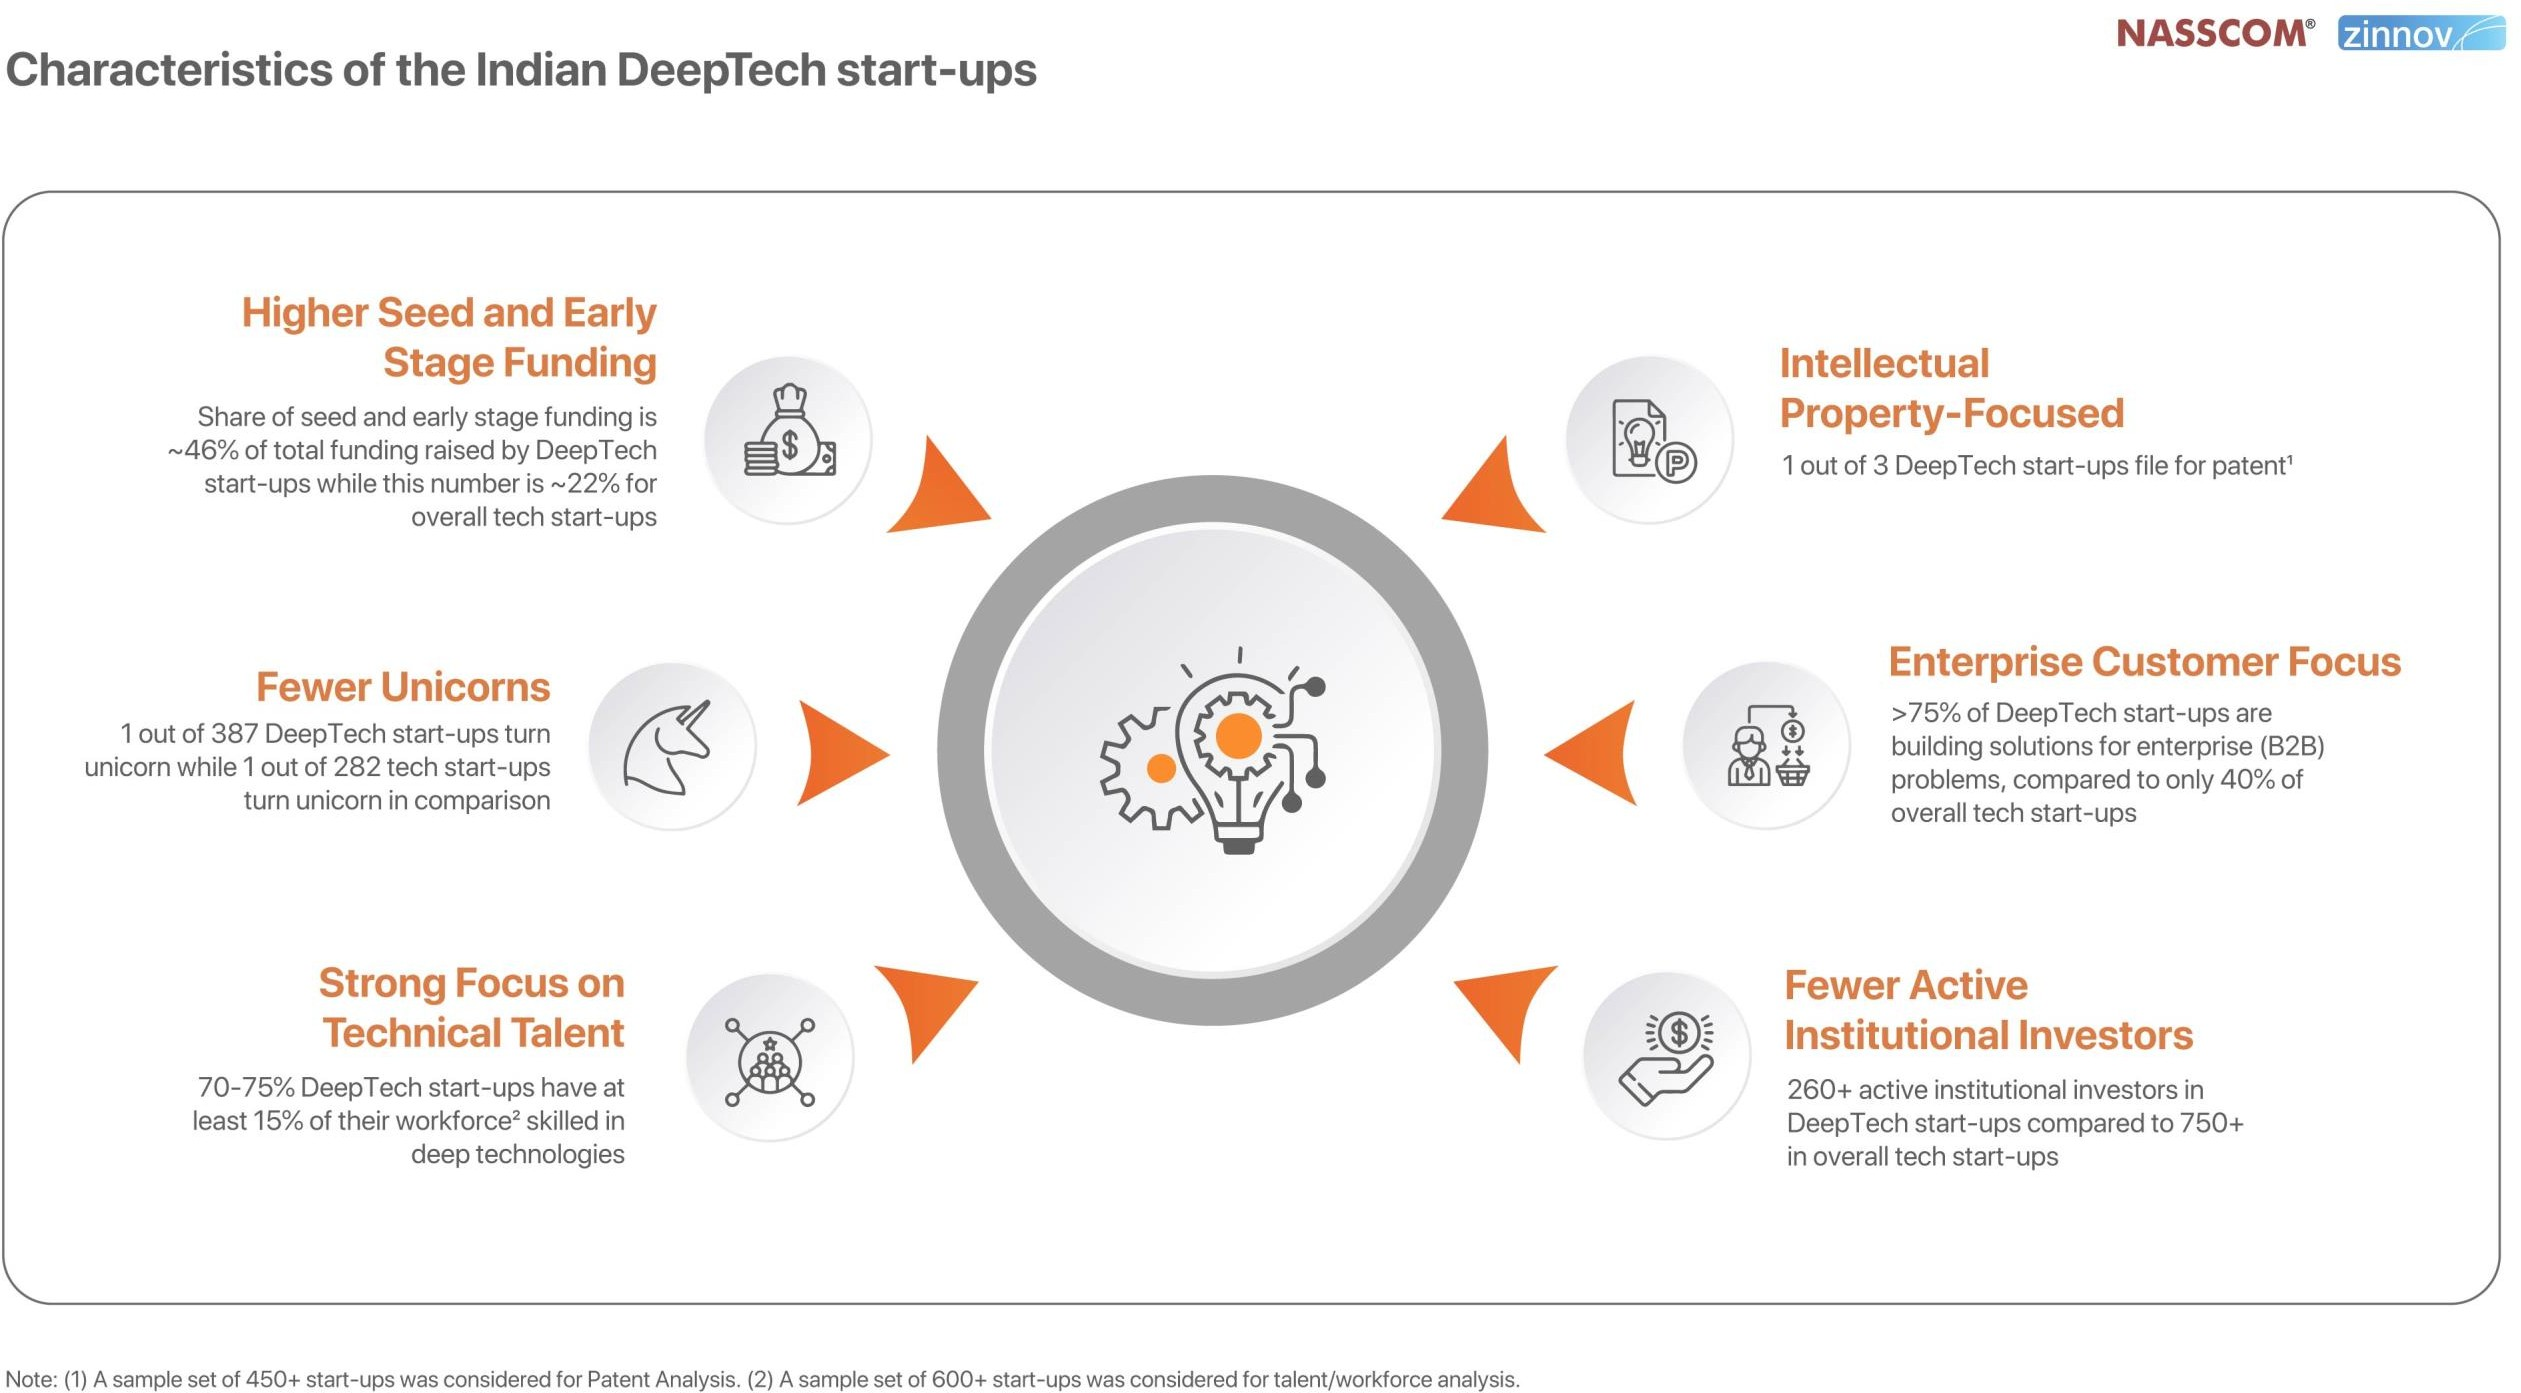 NASSCOM®
zinnov
Characteristics of the Indian DeepTech start-ups
Higher Seed and Early
Stage Funding
Share of seed and early stage funding is
~46% of total funding raised by DeepTech
start-ups while this number is ~22% for
overall tech start-ups
$
Fewer Unicorns
1 out of 387 DeepTech start-ups turn
unicorn while 1 out of 282 tech start-ups
turn unicorn in comparison
Strong Focus on
Technical Talent
70-75% DeepTech start-ups have at
least 15% of their workforce² skilled in
deep technologies
Intellectual
Property-Focused
1 out of 3 DeepTech start-ups file for patent¹
P
Enterprise Customer Focus
>75% of DeepTech start-ups are
building solutions for enterprise (B2B)
problems, compared to only 40% of
overall tech start-ups
$
Fewer Active
Institutional Investors
260+ active institutional investors in
DeepTech start-ups compared to 750+
in overall tech start-ups
$
Note: (1) A sample set of 450+ start-ups was considered for Patent Analysis. (2) A sample set of 600+ start-ups was considered for talent/workforce analysis.